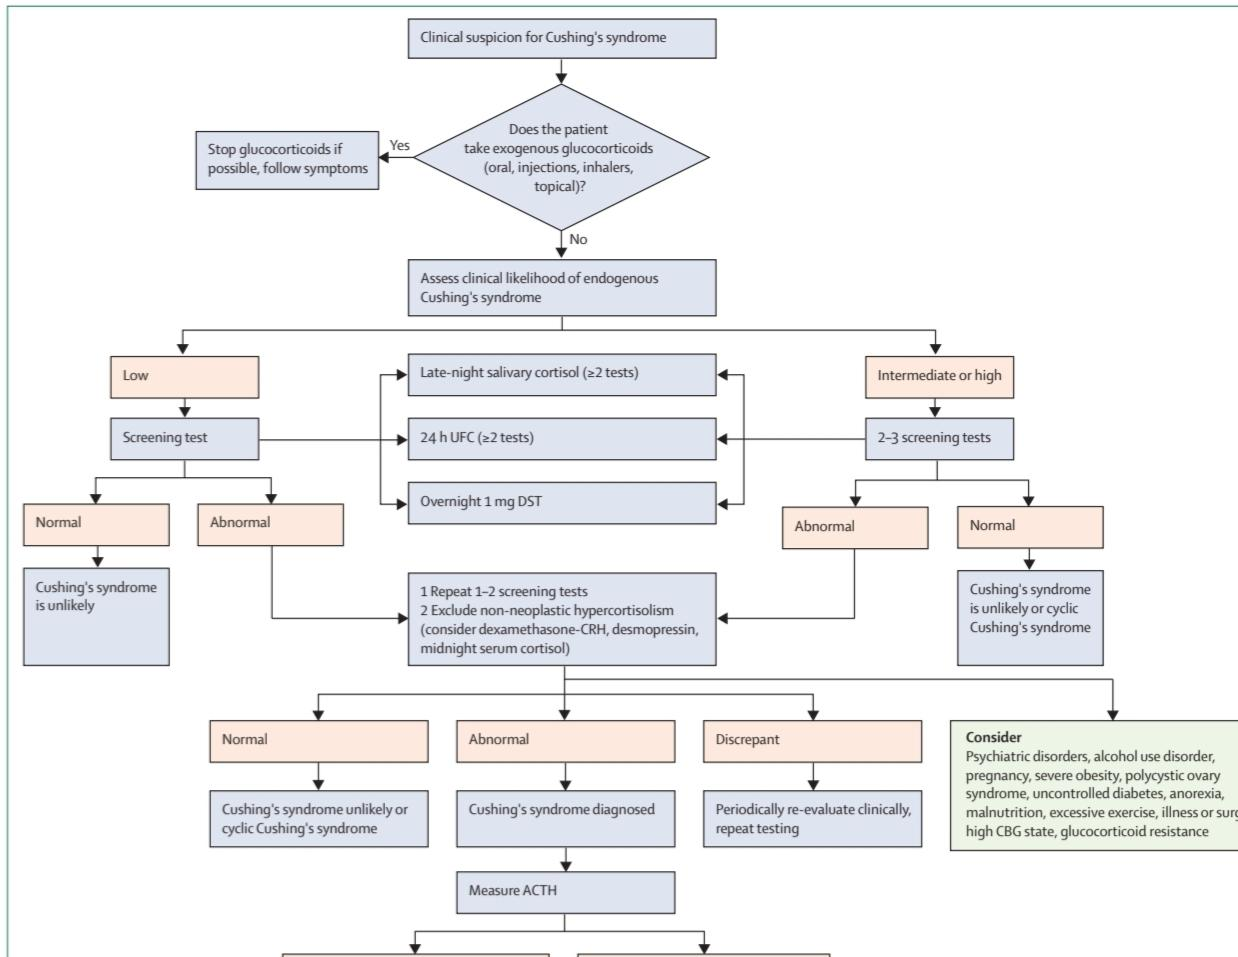 Clinical suspicion for Cushing's syndrome
Does the patient
take exogenous glucocorticoids
(oral, injections, inhalers,
topical)?
Yes
Stop glucocorticoids if
possible, follow symptoms
No
Assess clinical likelihood of endogenous
Cushing's syndrome
Low
Late-night salivary cortisol (≥2 tests)
Intermediate or high
Screening test
24 h UFC (≥2 tests)
2–3 screening tests
Overnight 1 mg DST
Normal
Abnormal
Abnormal
Normal
Cushing's syndrome
is unlikely
1 Repeat 1–2 screening tests
2 Exclude non-neoplastic hypercortisolism
(consider dexamethasone-CRH, desmopressin,
midnight serum cortisol)
Cushing's syndrome
is unlikely or cyclic
Cushing's syndrome
Normal
Abnormal
Discrepant
Cushing's syndrome unlikely or
cyclic Cushing's syndrome
Cushing's syndrome diagnosed
Periodically re-evaluate clinically,
repeat testing
Consider
Psychiatric disorders, alcohol use disorder,
pregnancy, severe obesity, polycystic ovary
syndrome, uncontrolled diabetes, anorexia,
malnutrition, excessive exercise, illness or
high CBG state, glucocorticoid resistance
Measure ACTH